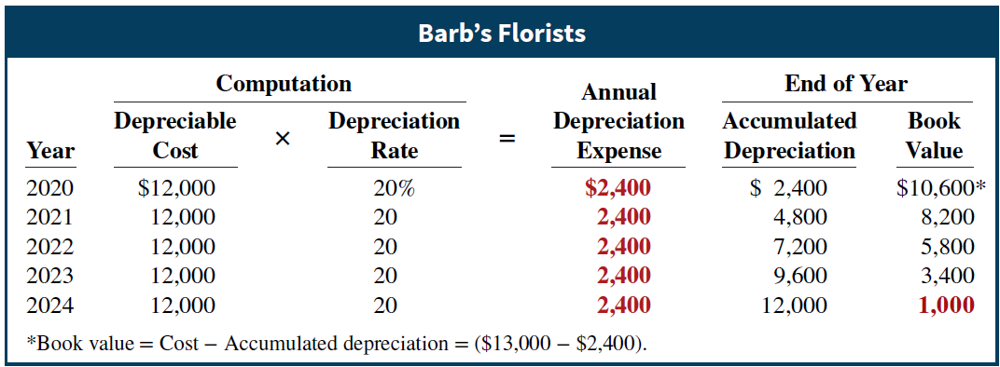 Barb's Florists
Computation End of Year
Annual
Depreciable Depreciation Depreciation Accumulated Book
Year Cost × Rate = Expense Depreciation Value
2020 $12,000 20% $2,400 $ 2,400 $10,600*
2021 12,000 20 2,400 4,800 8,200
2022 12,000 20 2,400 7,200 5,800
2023 12,000 20 2,400 9,600 3,400
2024 12,000 20 2,400 12,000 1,000
*Book value = Cost − Accumulated depreciation = ($13,000 − $2,400).